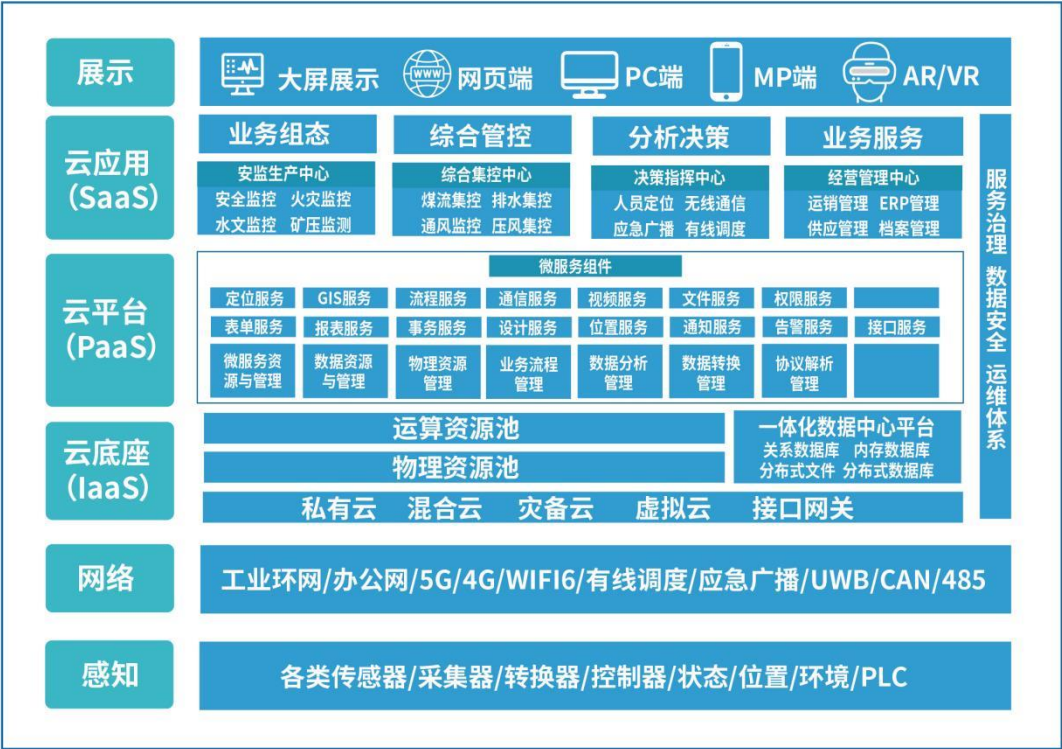 展示
大屏展示 WWW 网页端 PC端 MP端 AR/VR
云应用
（SaaS）
业务组态 综合管控 分析决策 业务服务
安监生产中心 综合集控中心 决策指挥中心 经营管理中心
安全监控 火灾监控 煤流集控 排水集控 人员定位 无线通信 运销管理 ERP管理
水文监控 矿压监测 通风监控 压风集控 应急广播 有线调度 供应管理 档案管理
服务治理 数据安全 运维体系
云平台
（PaaS）
微服务组件
定位服务 GIS服务 流程服务 通信服务 视频服务 文件服务 权限服务
表单服务 报表服务 事务服务 设计服务 位置服务 通知服务 告警服务 接口服务
微服务资 数据资源 物理资源 业务流程 数据分析 数据转换 协议解析
源与管理 与管理 管理 管理 管理 管理 管理
云底座
（IaaS）
运算资源池
物理资源池
一体化数据中心平台
关系数据库 内存数据库
分布式文件 分布式数据库
私有云 混合云 灾备云 虚拟云 接口网关
网络
工业环网/办公网/5G/4G/WIFI6/有线调度/应急广播/UWB/CAN/485
感知
各类传感器/采集器/转换器/控制器/状态/位置/环境/PLC